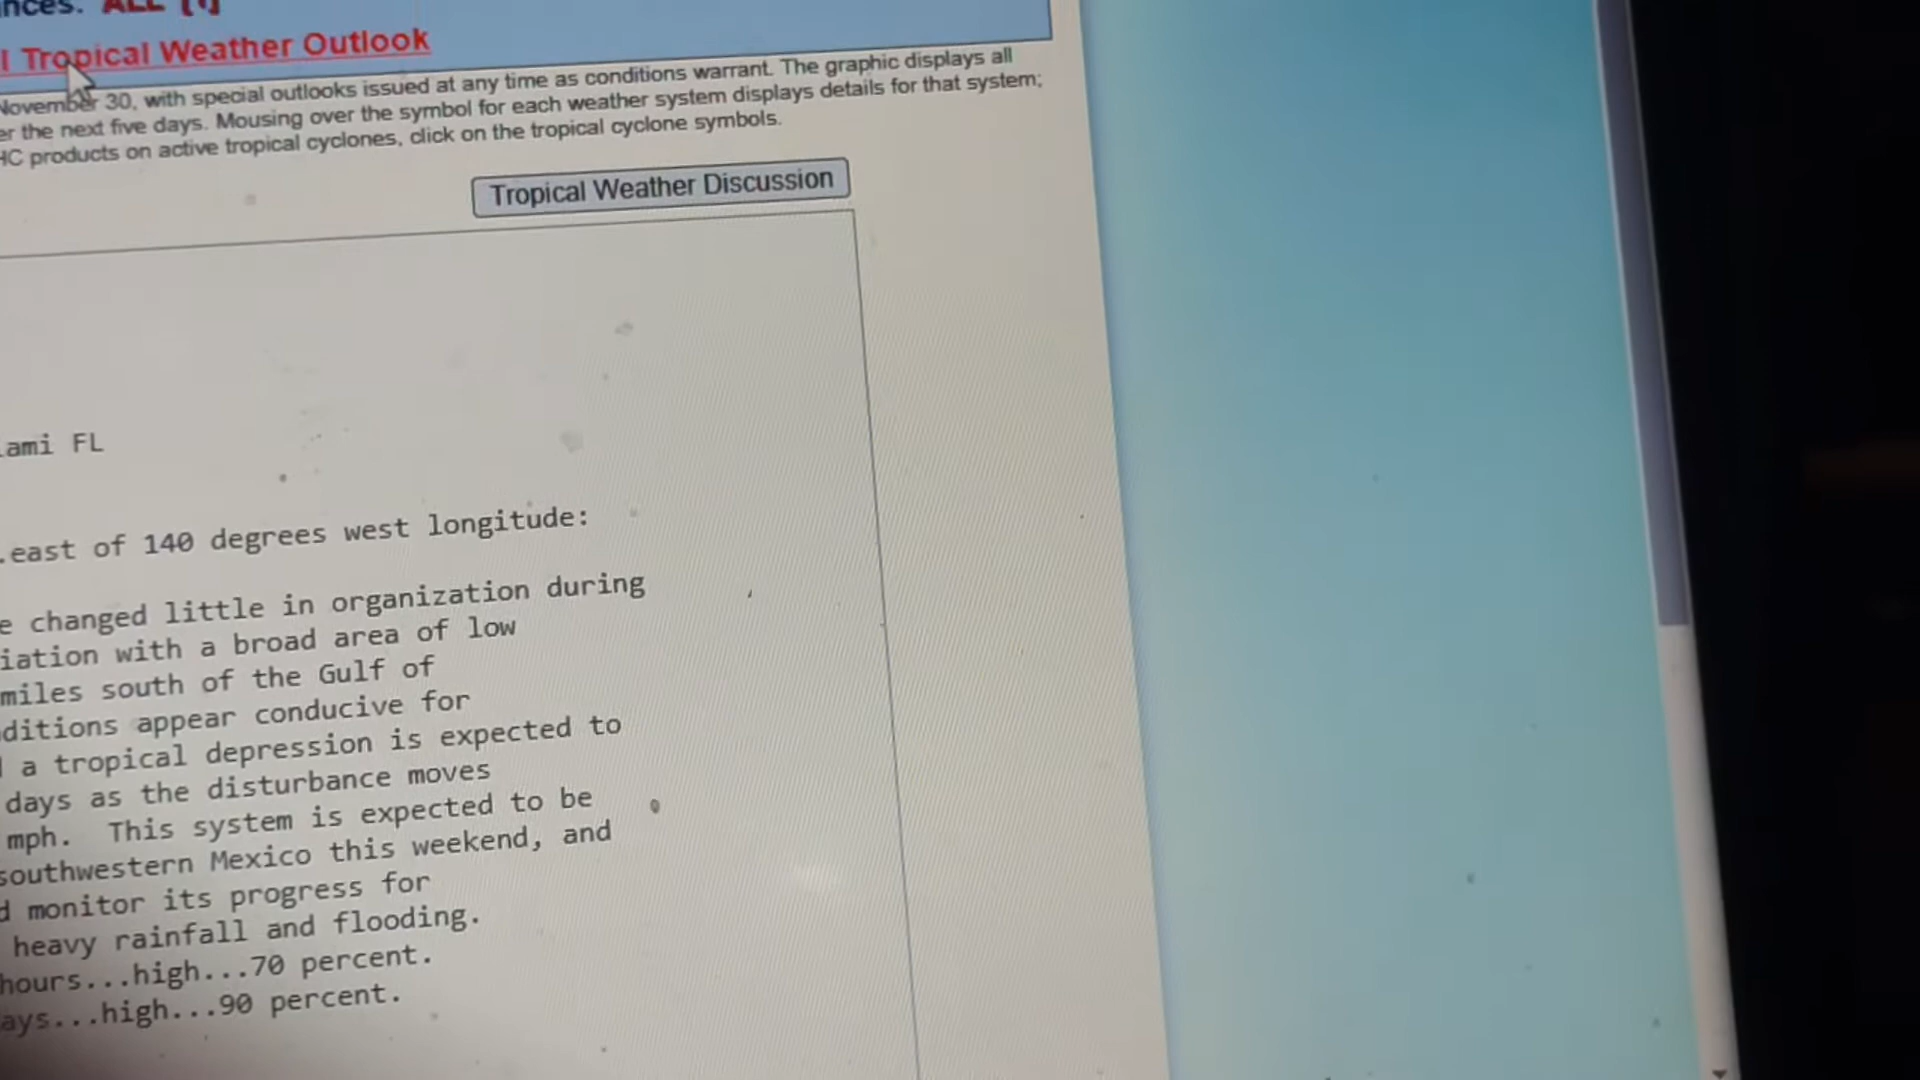 ALL [1]
Tropical Weather Outlook
November 30, with special outlooks issued at any time as conditions warrant. The graphic displays all
er the next five days. Mousing over the symbol for each weather system displays details for that system;
HC products on active tropical cyclones, click on the tropical cyclone symbols.
Tropical Weather Discussion
ami FL
.east of 140 degrees west longitude:
e changed little in organization during
iation with a broad area of low
miles south of the Gulf of
ditions appear conducive for
a tropical depression is expected to
days as the disturbance moves
mph. This system is expected to be
southwestern Mexico this weekend, and
d monitor its progress for
heavy rainfall and flooding.
hours...high...70 percent.
ays...high...90 percent.